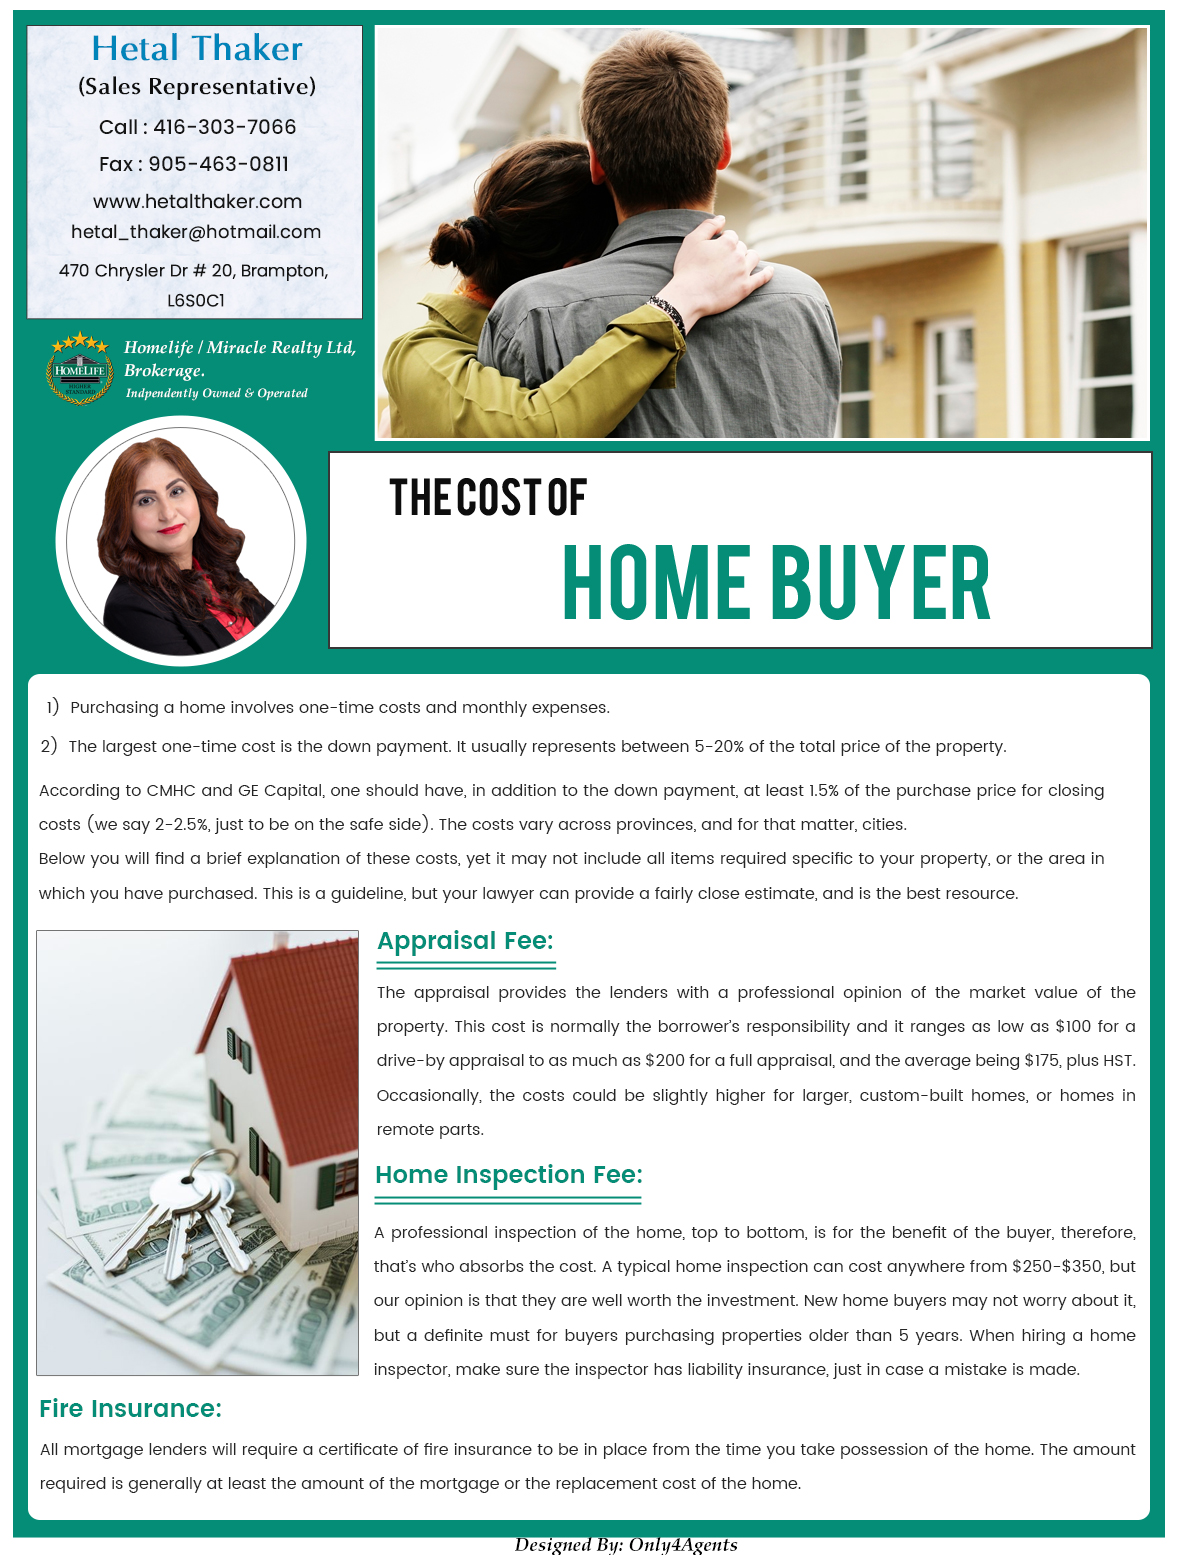 Hetal Thaker
(Sales Representative)
Call : 416-303-7066
Fax : 905-463-0811
www.hetalthaker.com
hetal_thaker@hotmail.com
470 Chrysler Dr # 20, Brampton,
L6S0C1
HOMELIFE
HIGHER
STANDARDS
Homelife / Miracle Realty Ltd,
Brokerage.
Indpendently Owned & Operated
THE COST OF
HOME BUYER
1) Purchasing a home involves one-time costs and monthly expenses.
2) The largest one-time cost is the down payment. It usually represents between 5-20% of the total price of the property.
According to CMHC and GE Capital, one should have, in addition to the down payment, at least 1.5% of the purchase price for closing
costs (we say 2-2.5%, just to be on the safe side). The costs vary across provinces, and for that matter, cities.
Below you will find a brief explanation of these costs, yet it may not include all items required specific to your property, or the area in
which you have purchased. This is a guideline, but your lawyer can provide a fairly close estimate, and is the best resource.
Appraisal Fee:
The appraisal provides the lenders with a professional opinion of the market value of the
property. This cost is normally the borrower's responsibility and it ranges as low as $100 for a
drive-by appraisal to as much as $200 for a full appraisal, and the average being $175, plus HST.
Occasionally, the costs could be slightly higher for larger, custom-built homes, or homes in
remote parts.
Home Inspection Fee:
A professional inspection of the home, top to bottom, is for the benefit of the buyer, therefore,
that's who absorbs the cost. A typical home inspection can cost anywhere from $250-$350, but
our opinion is that they are well worth the investment. New home buyers may not worry about it,
but a definite must for buyers purchasing properties older than 5 years. When hiring a home
inspector, make sure the inspector has liability insurance, just in case a mistake is made.
Fire Insurance:
All mortgage lenders will require a certificate of fire insurance to be in place from the time you take possession of the home. The amount
required is generally at least the amount of the mortgage or the replacement cost of the home.
Designed By: Only4Agents